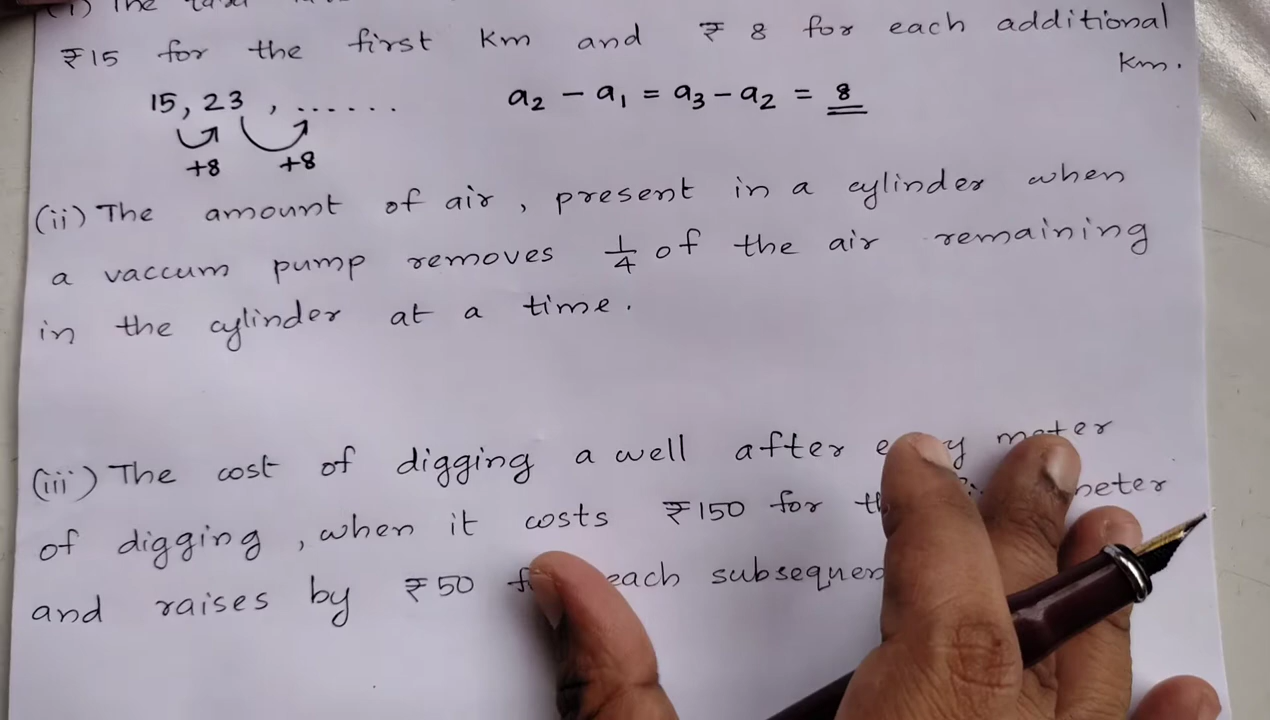 (i) The
₹15 for the first Km and ₹ 8 for each additional
Km.
15, 23 , ...... a₂ - a₁ = a₃ - a₂ = 8
+8 +8
(ii) The amount of air, present in a cylinder when
a vaccum pump removes 1/4 of the air remaining
in the cylinder at a time.
(iii) The cost of digging a well after meter
of digging, when it costs ₹150 for meter
and raises by ₹50 each